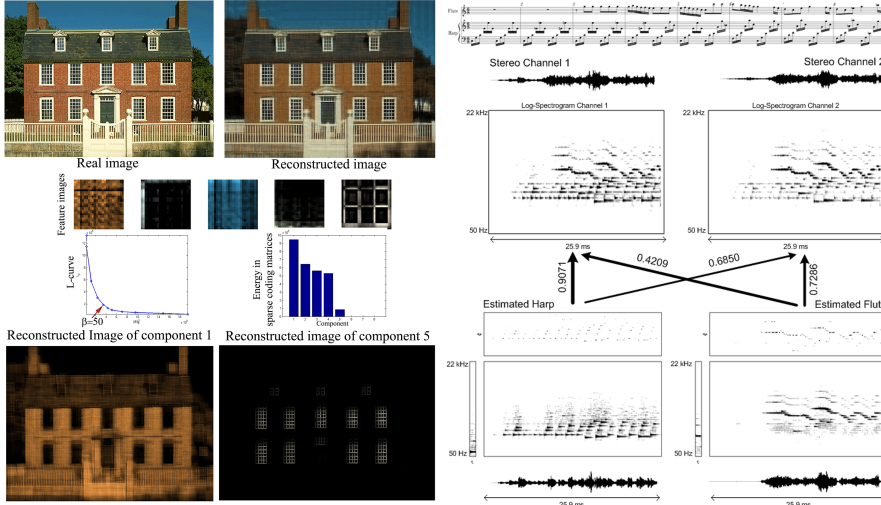 Real image
Reconstructed image
Feature images
L-curve
β=50
Energy in
sparse coding matrices
Component
Reconstructed Image of component 1
Reconstructed image of component 5
Flute
Harp
Stereo Channel 1
Stereo Channel 2
Log-Spectrogram Channel 1
Log-Spectrogram Channel 2
22 kHz
22 kHz
50 Hz
50 Hz
25.9 ms
25.9 ms
0.9071
0.4209
0.6850
0.7286
Estimated Harp
Estimated Flut
22 kHz
22 kHz
50 Hz
50 Hz
25.9 ms
25.9 ms